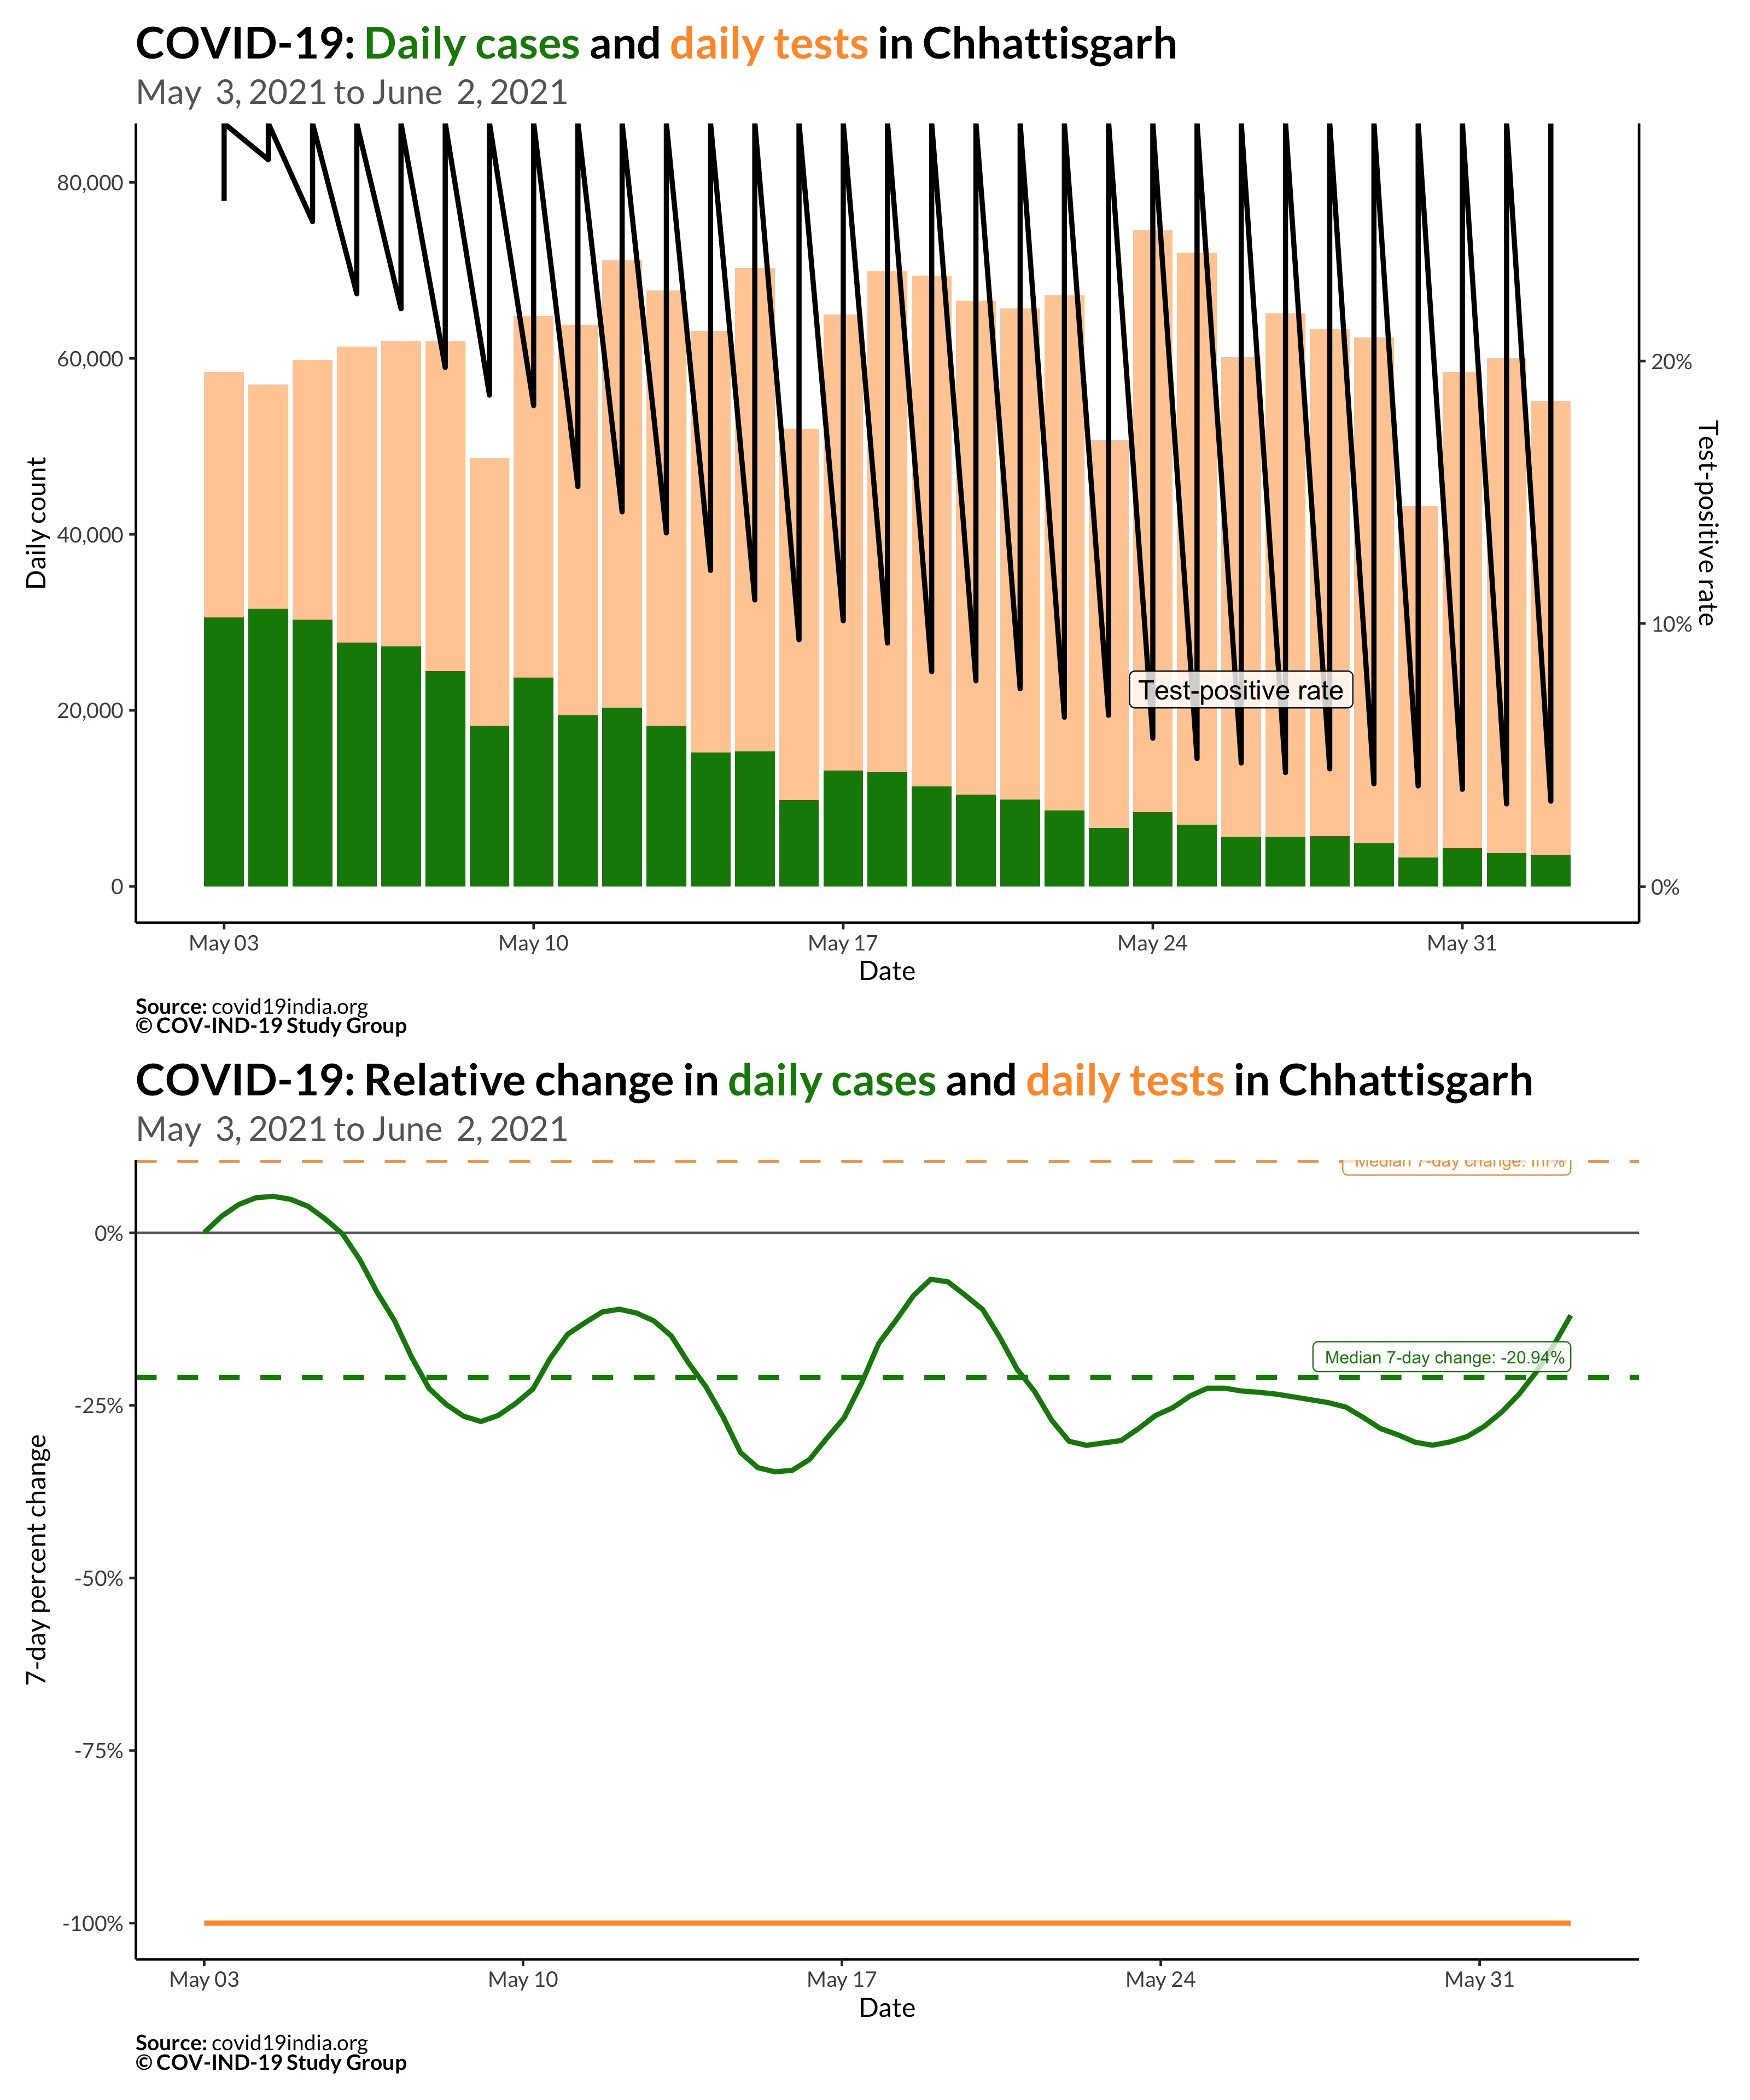 COVID-19: Daily cases and daily tests in Chhattisgarh
May 3, 2021 to June 2, 2021
80,000
60,000
40,000
20,000
0
Daily count
20%
10%
0%
Test-positive rate
Test-positive rate
May 03
May 10
May 17
May 24
May 31
Date
Source: covid19india.org
© COV-IND-19 Study Group
COVID-19: Relative change in daily cases and daily tests in Chhattisgarh
May 3, 2021 to June 2, 2021
Median 7-day change: Inf%
0%
-25%
-50%
-75%
-100%
7-day percent change
Median 7-day change: -20.94%
May 03
May 10
May 17
May 24
May 31
Date
Source: covid19india.org
© COV-IND-19 Study Group